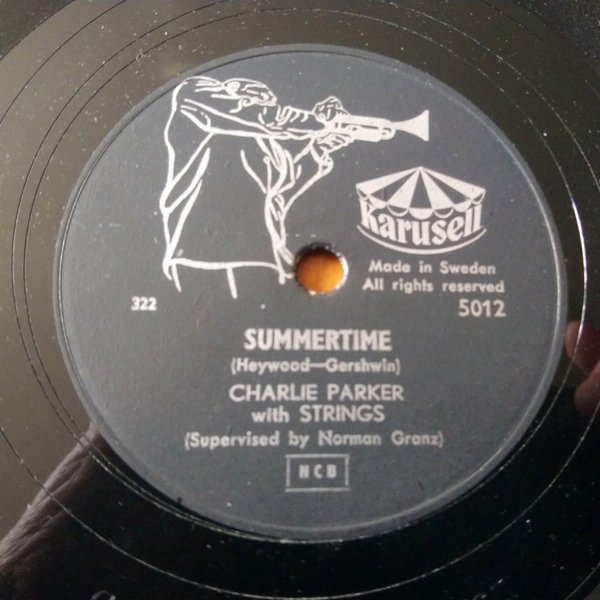 Karusell
Made in Sweden
All rights reserved
322
5012
SUMMERTIME
(Heywood—Gershwin)
CHARLIE PARKER
with STRINGS
(Supervised by Norman Granz)
NCB